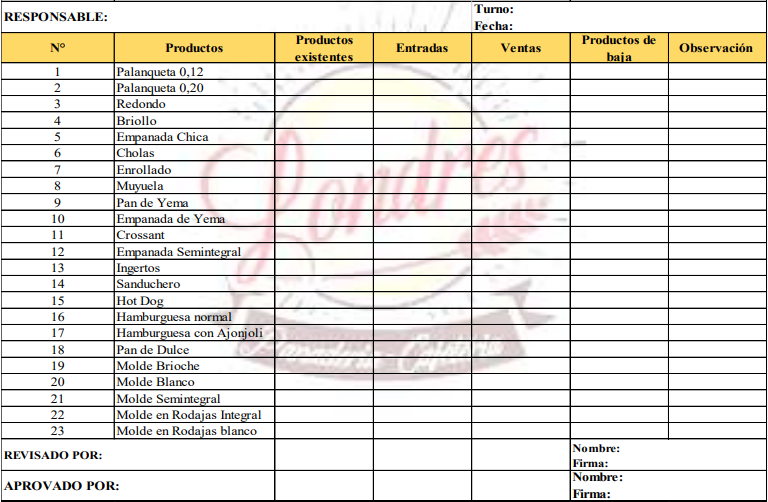 RESPONSABLE: Turno:
Fecha:
N° Productos Productos existentes Entradas Ventas Productos de baja Observación
1 Palanqueta 0,12
2 Palanqueta 0,20
3 Redondo
4 Briollo
5 Empanada Chica
6 Cholas
7 Enrollado
8 Muyuela
9 Pan de Yema
10 Empanada de Yema
11 Crossant
12 Empanada Semintegral
13 Ingertos
14 Sanduchero
15 Hot Dog
16 Hamburguesa normal
17 Hamburguesa con Ajonjoli
18 Pan de Dulce
19 Molde Brioche
20 Molde Blanco
21 Molde Semintegral
22 Molde en Rodajas Integral
23 Molde en Rodajas blanco
REVISADO POR: Nombre:
Firma:
APROVADO POR: Nombre:
Firma:
Londres
Panadería - Cafetería